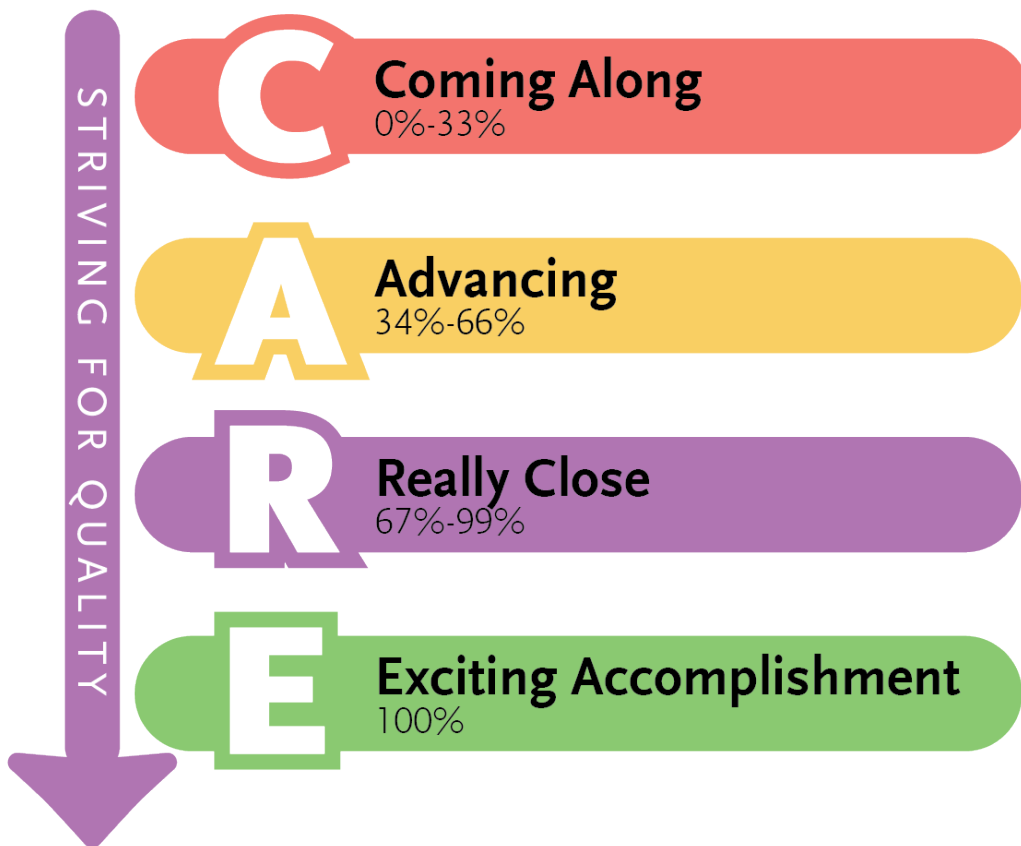 STRIVING FOR QUALITY
C
Coming Along
0%-33%
A
Advancing
34%-66%
R
Really Close
67%-99%
E
Exciting Accomplishment
100%